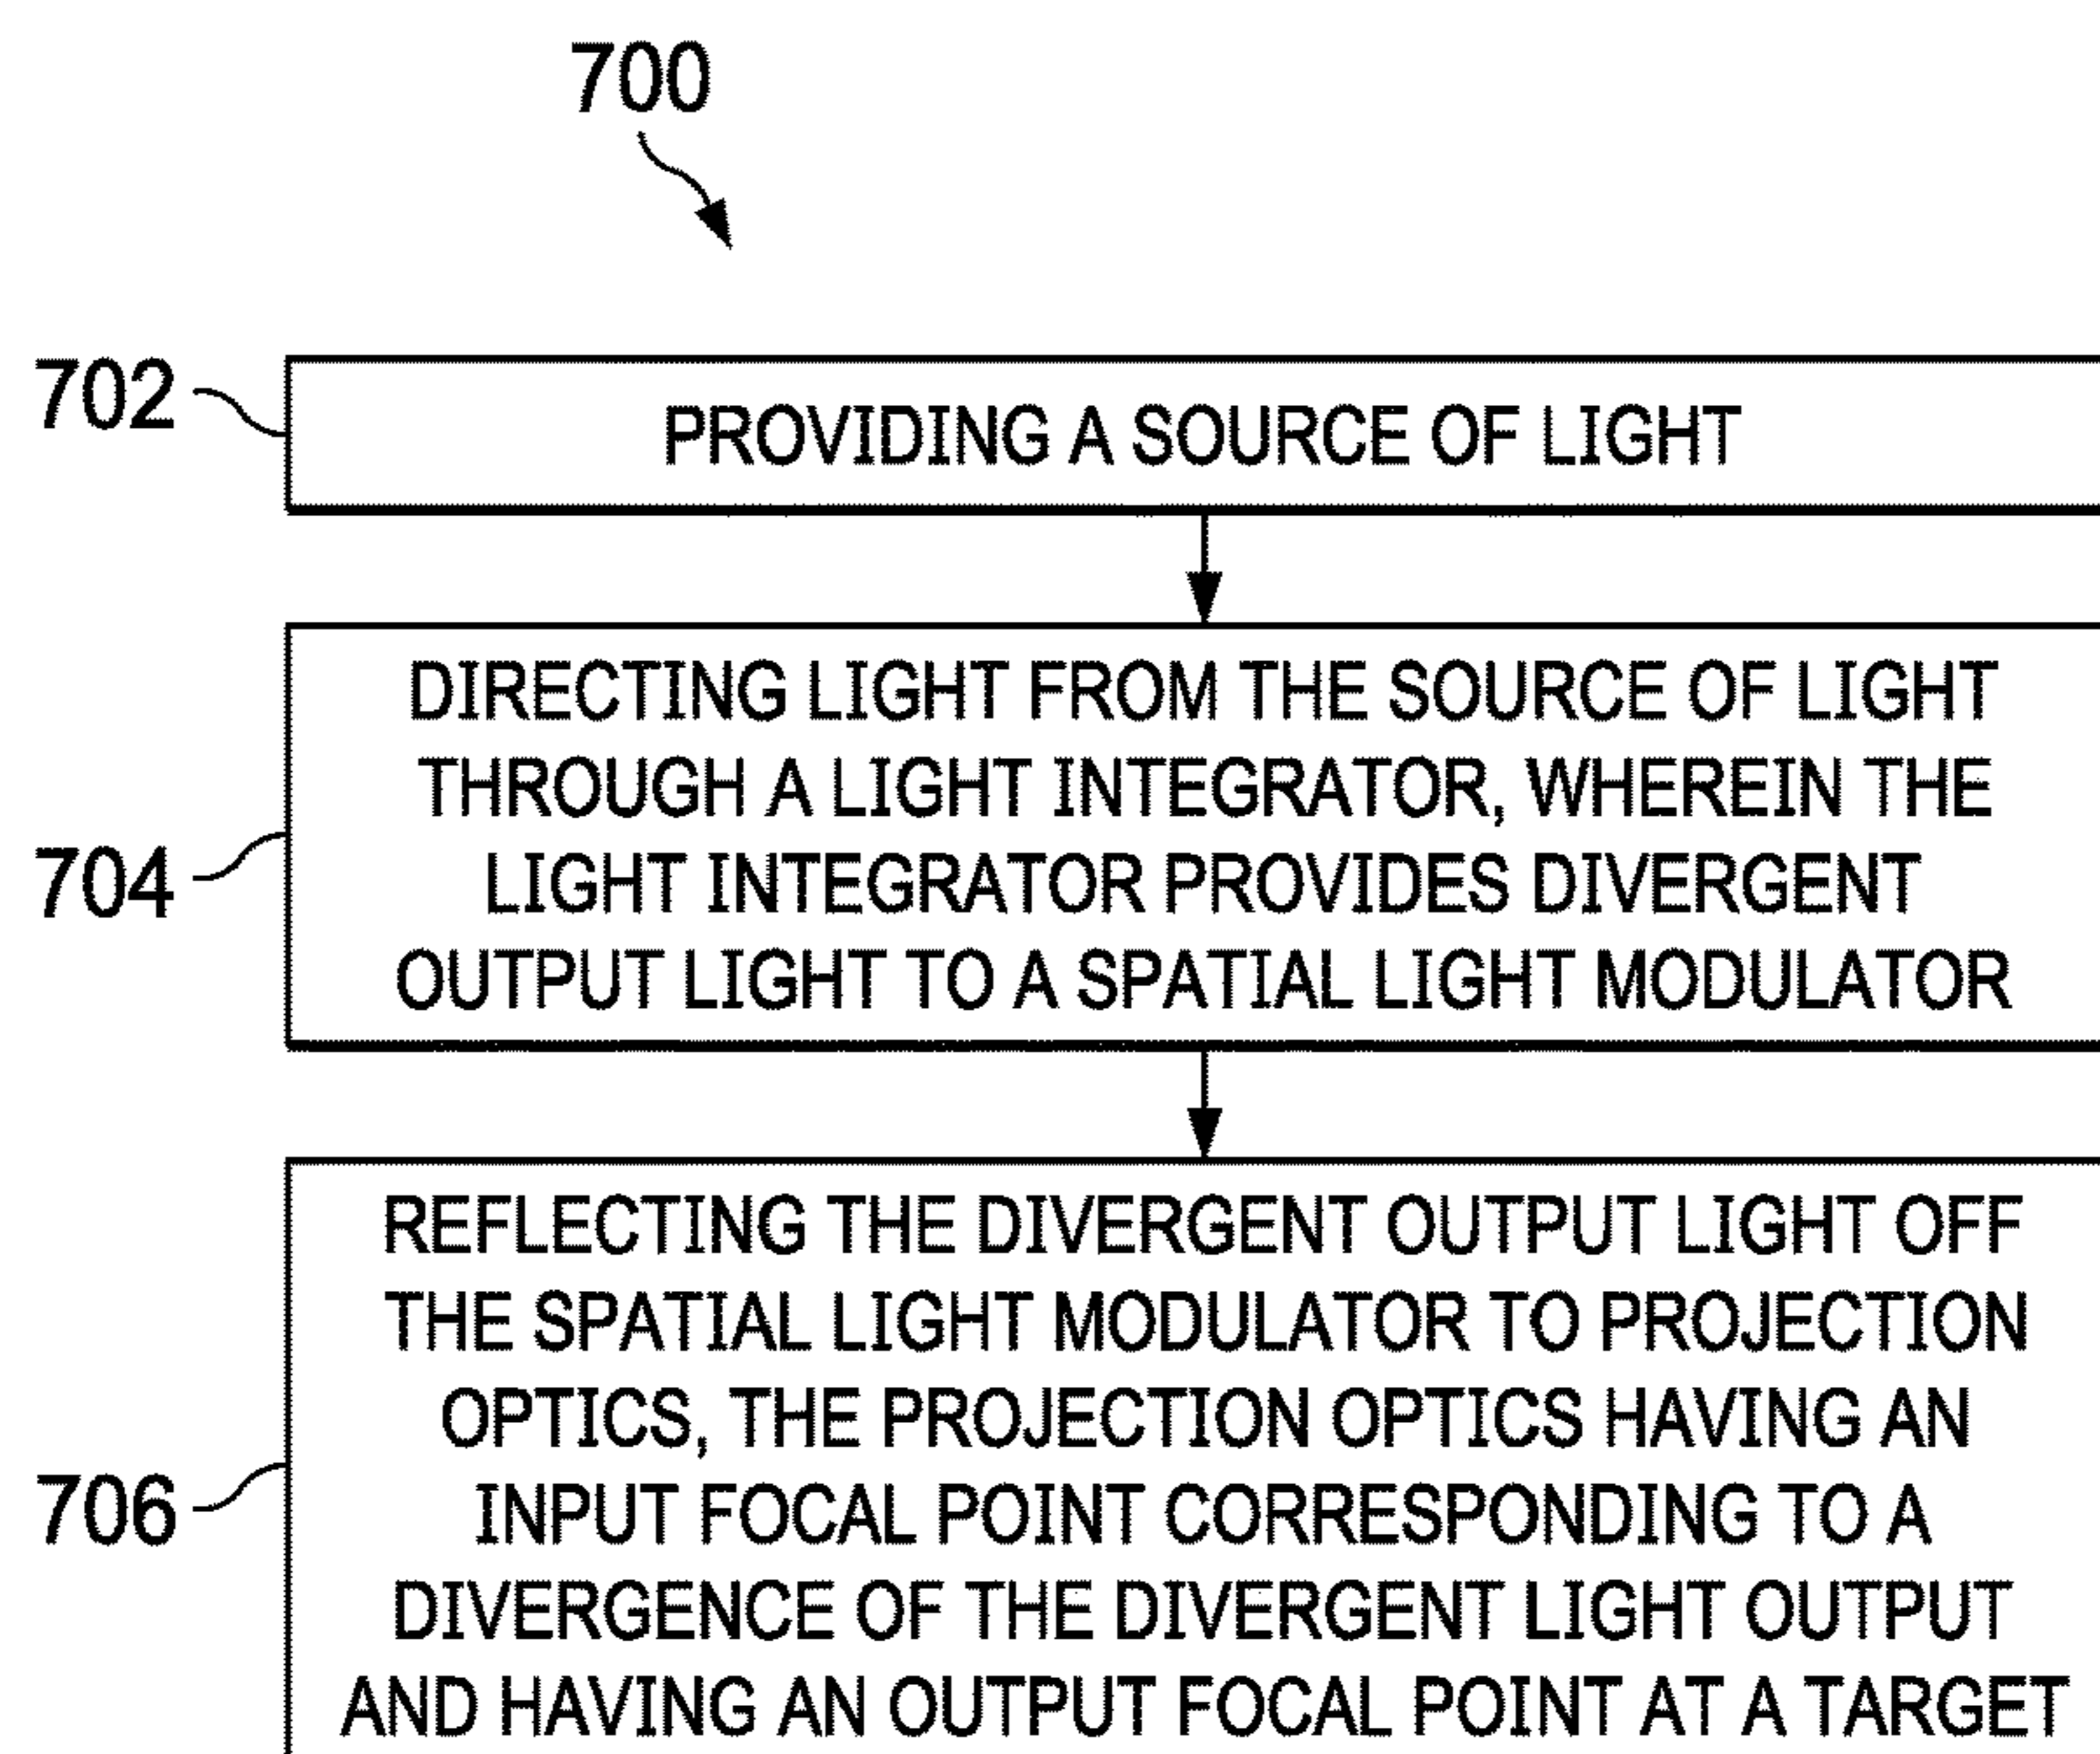 700
702
PROVIDING A SOURCE OF LIGHT
704
DIRECTING LIGHT FROM THE SOURCE OF LIGHT
THROUGH A LIGHT INTEGRATOR, WHEREIN THE
LIGHT INTEGRATOR PROVIDES DIVERGENT
OUTPUT LIGHT TO A SPATIAL LIGHT MODULATOR
706
REFLECTING THE DIVERGENT OUTPUT LIGHT OFF
THE SPATIAL LIGHT MODULATOR TO PROJECTION
OPTICS, THE PROJECTION OPTICS HAVING AN
INPUT FOCAL POINT CORRESPONDING TO A
DIVERGENCE OF THE DIVERGENT LIGHT OUTPUT
AND HAVING AN OUTPUT FOCAL POINT AT A TARGET